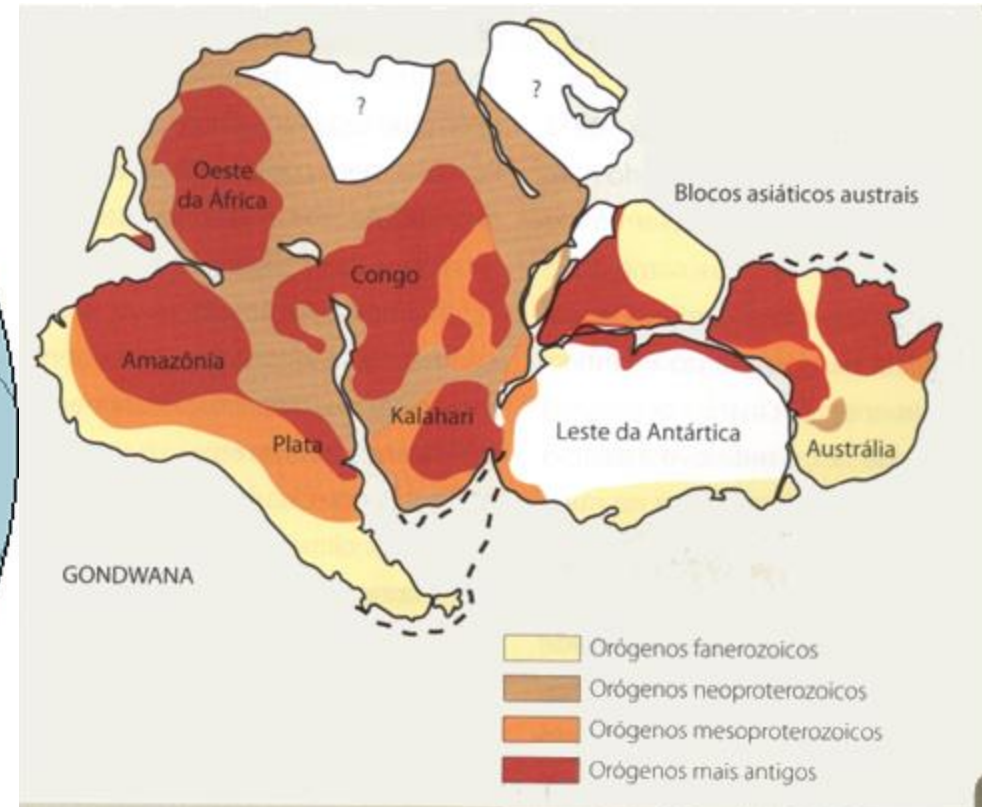 ?
?
Oeste
da África
Blocos asiáticos austrais
Congo
Amazônia
Kalahari
Plata
Leste da Antártica
Austrália
GONDWANA
Orógenos fanerozoicos
Orógenos neoproterozoicos
Orógenos mesoproterozoicos
Orógenos mais antigos